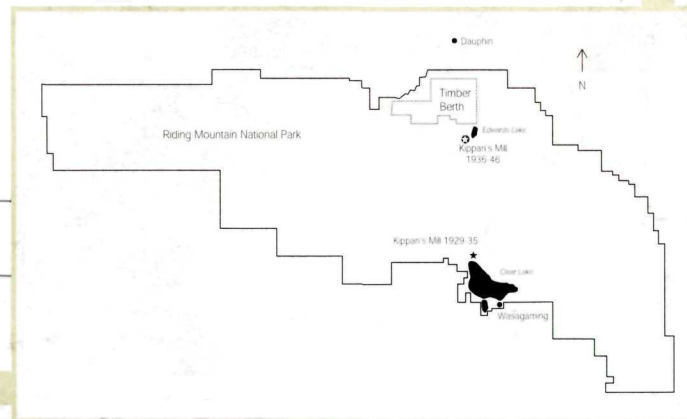 Dauphin
N
Timber
Berth
Edwards Lake
Riding Mountain National Park
Kippan's Mill
1936-46
Kippan's Mill 1929-35
Clear Lake
Wasagaming